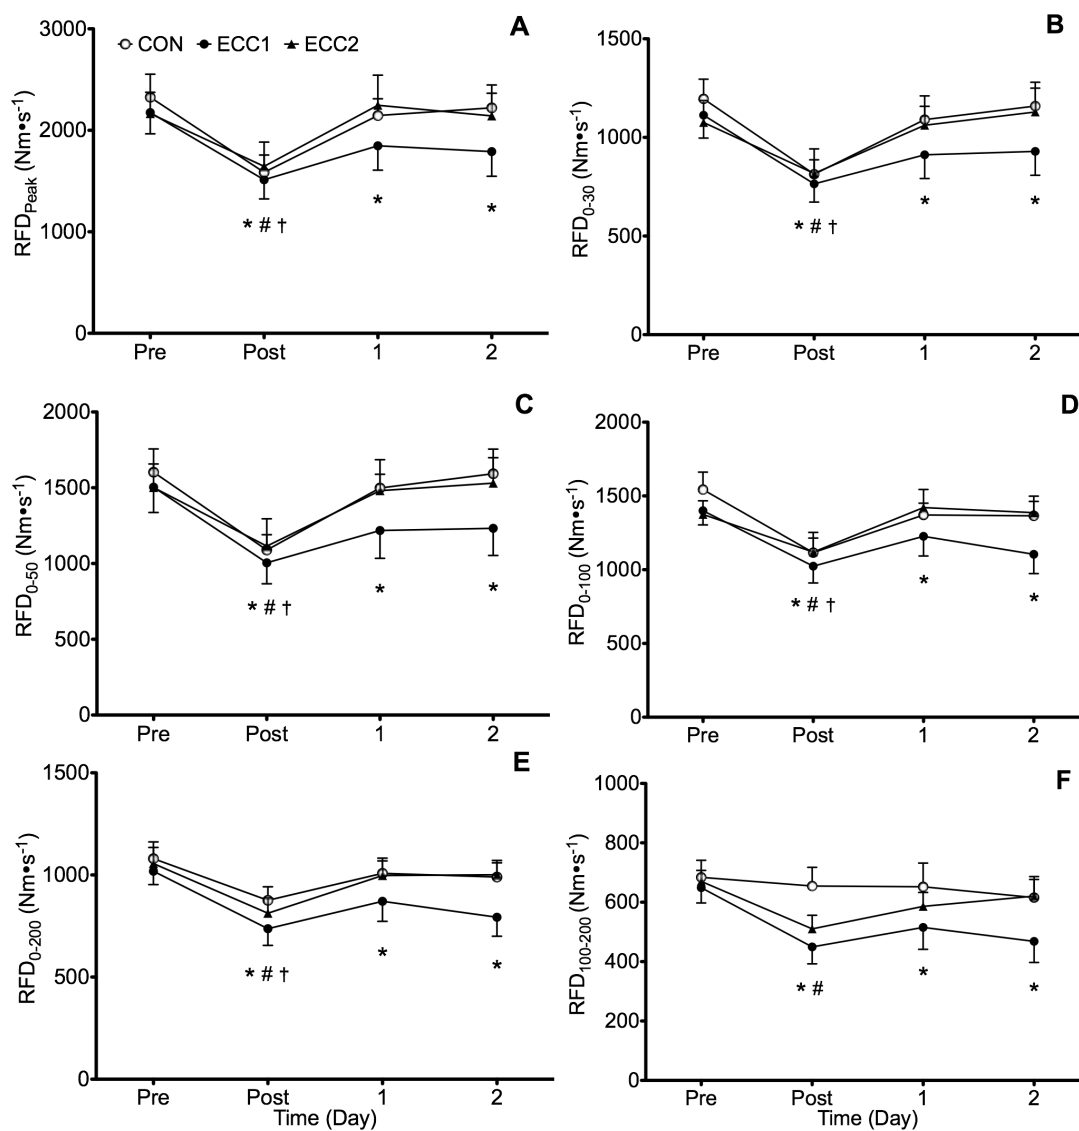 A
CON ECC1 ECC2
RFDPeak (Nm•s-1)
3000
2000
1000
0
* # †
*
*
Pre Post 1 2
B
RFD0-30 (Nm•s-1)
1500
1000
500
0
* # †
*
*
Pre Post 1 2
C
RFD0-50 (Nm•s-1)
2000
1500
1000
500
0
* # †
*
*
Pre Post 1 2
D
RFD0-100 (Nm•s-1)
2000
1500
1000
500
0
* # †
*
*
Pre Post 1 2
E
RFD0-200 (Nm•s-1)
1500
1000
500
0
* # †
*
*
Pre Post 1 2
Time (Day)
F
RFD100-200 (Nm•s-1)
1000
800
600
400
200
0
* #
*
*
Pre Post 1 2
Time (Day)